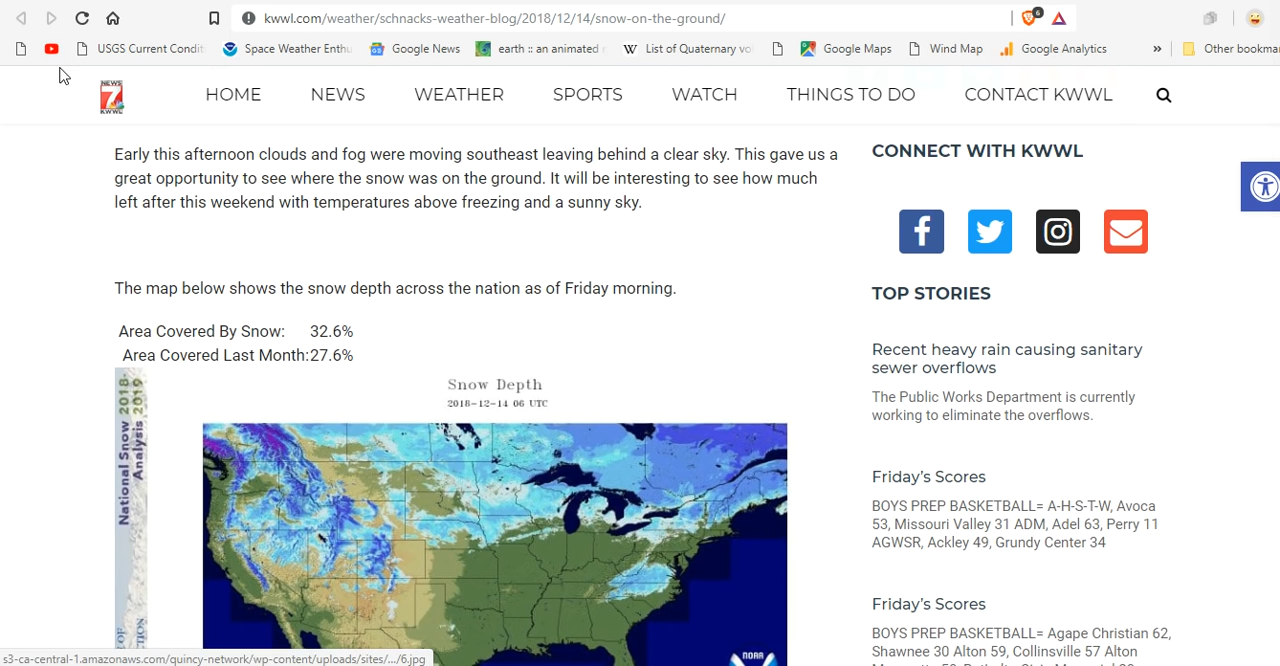 kwwl.com/weather/schnacks-weather-blog/2018/12/14/snow-on-the-ground/
6
USGS Current Condit
Space Weather Enthu
Google News
earth :: an animated
List of Quaternary vo
Google Maps
Wind Map
Google Analytics
»
Other bookma
NEWS
7
KWWL
HOME
NEWS
WEATHER
SPORTS
WATCH
THINGS TO DO
CONTACT KWWL
Early this afternoon clouds and fog were moving southeast leaving behind a clear sky. This gave us a
great opportunity to see where the snow was on the ground. It will be interesting to see how much
left after this weekend with temperatures above freezing and a sunny sky.
The map below shows the snow depth across the nation as of Friday morning.
Area Covered By Snow: 32.6%
Area Covered Last Month:27.6%
National Snow
Analysis
2018-
2019
Snow Depth
2018-12-14 06 UTC
NOAA
CONNECT WITH KWWL
TOP STORIES
Recent heavy rain causing sanitary
sewer overflows
The Public Works Department is currently
working to eliminate the overflows.
Friday's Scores
BOYS PREP BASKETBALL= A-H-S-T-W, Avoca
53, Missouri Valley 31 ADM, Adel 63, Perry 11
AGWSR, Ackley 49, Grundy Center 34
Friday's Scores
BOYS PREP BASKETBALL= Agape Christian 62,
Shawnee 30 Alton 59, Collinsville 57 Alton
s3-ca-central-1.amazonaws.com/quincy-network/wp-content/uploads/sites/.../6.jpg